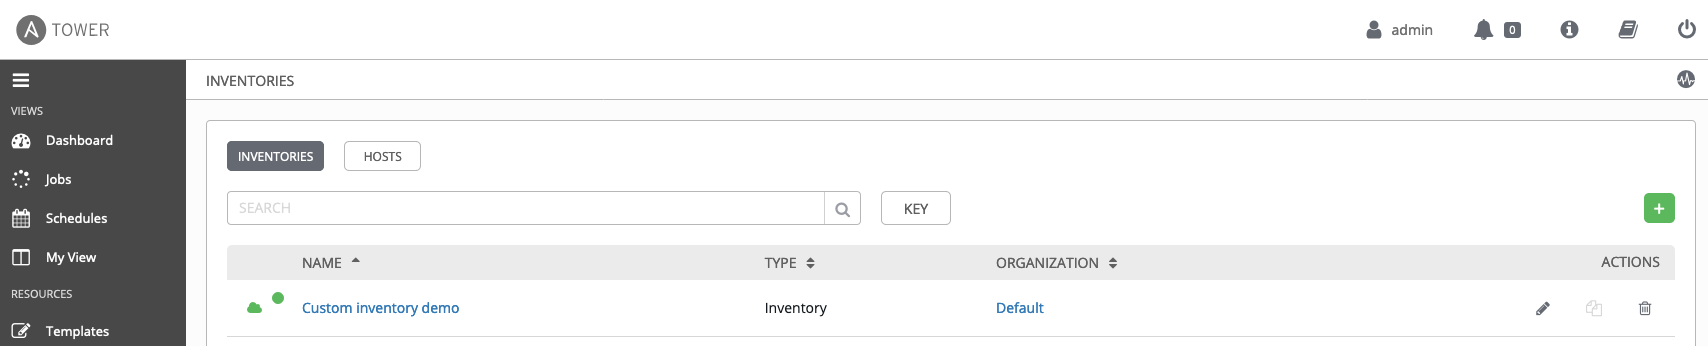 TOWER
admin
0
INVENTORIES
VIEWS
Dashboard
Jobs
Schedules
My View
RESOURCES
Templates
INVENTORIES HOSTS
SEARCH
KEY
+
NAME TYPE ORGANIZATION ACTIONS
Custom inventory demo Inventory Default